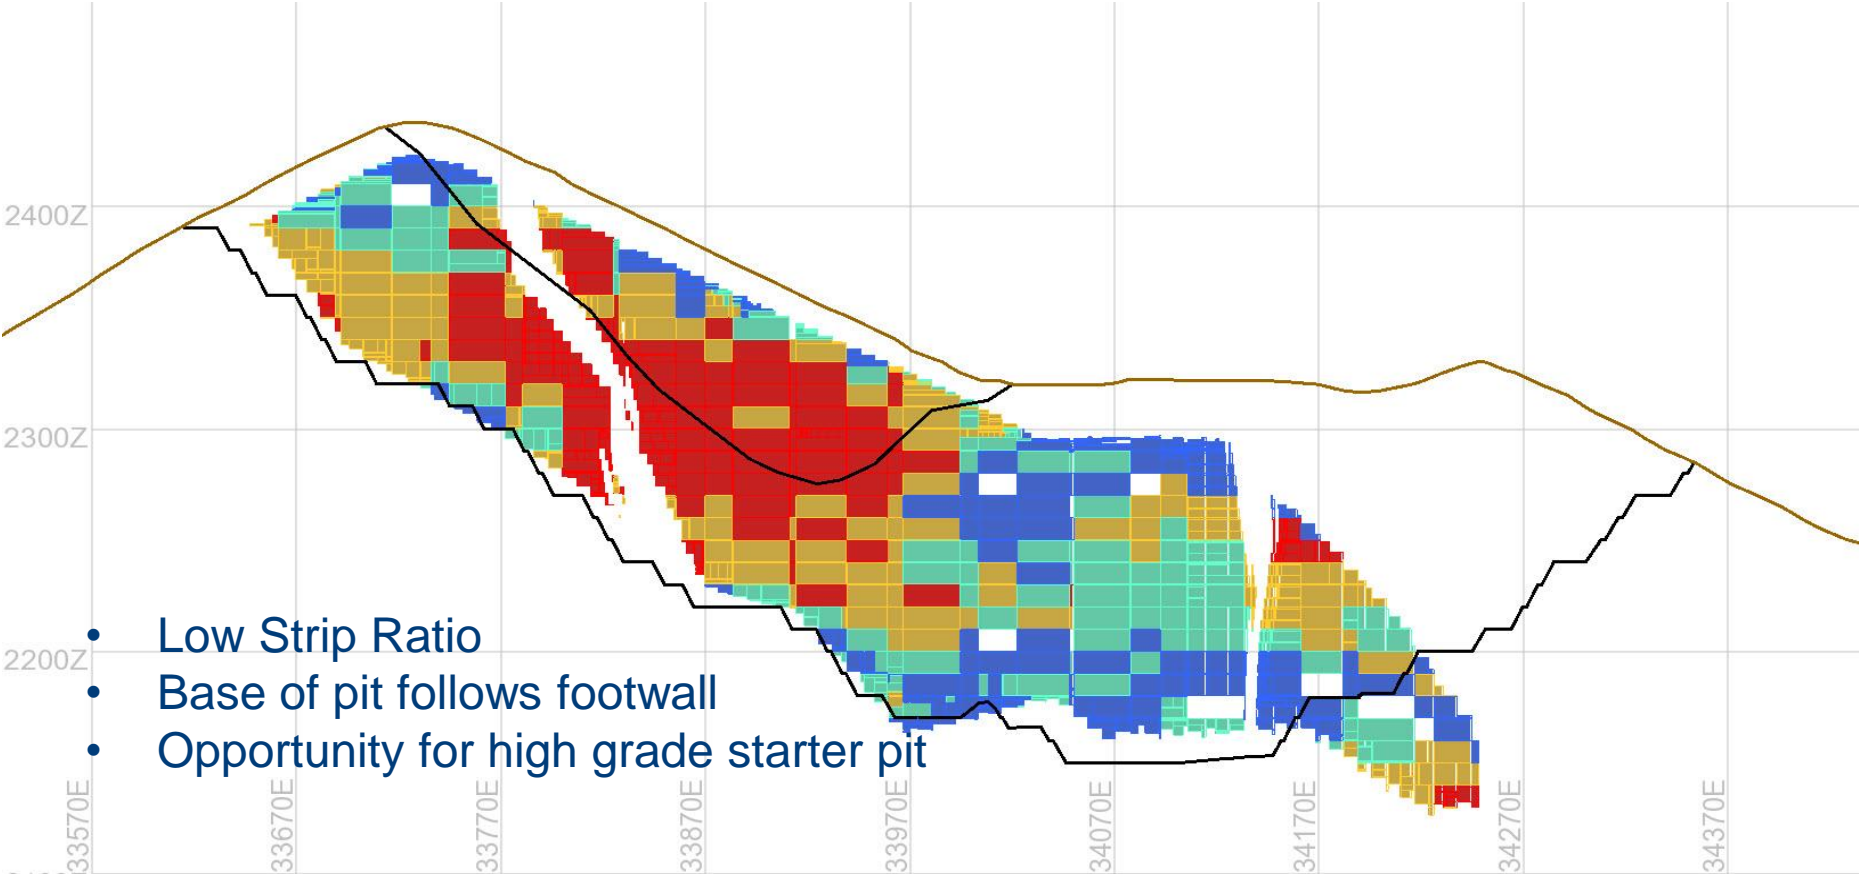 2400Z
2300Z
2200Z
• Low Strip Ratio
• Base of pit follows footwall
• Opportunity for high grade starter pit
33570E
33670E
33770E
33870E
33970E
34070E
34170E
34270E
34370E